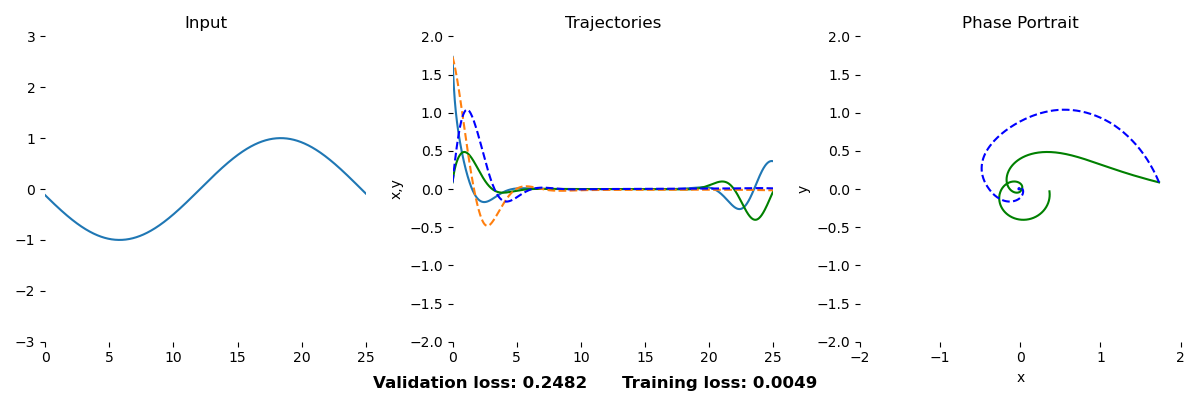 Input
3
2
1
0
−1
−2
−3
0 5 10 15 20 25
Trajectories
x,y
2.0
1.5
1.0
0.5
0.0
−0.5
−1.0
−1.5
−2.0
0 5 10 15 20 25
Phase Portrait
y
2.0
1.5
1.0
0.5
0.0
−0.5
−1.0
−1.5
−2.0
−2 −1 0 1 2
x
Validation loss: 0.2482 Training loss: 0.0049